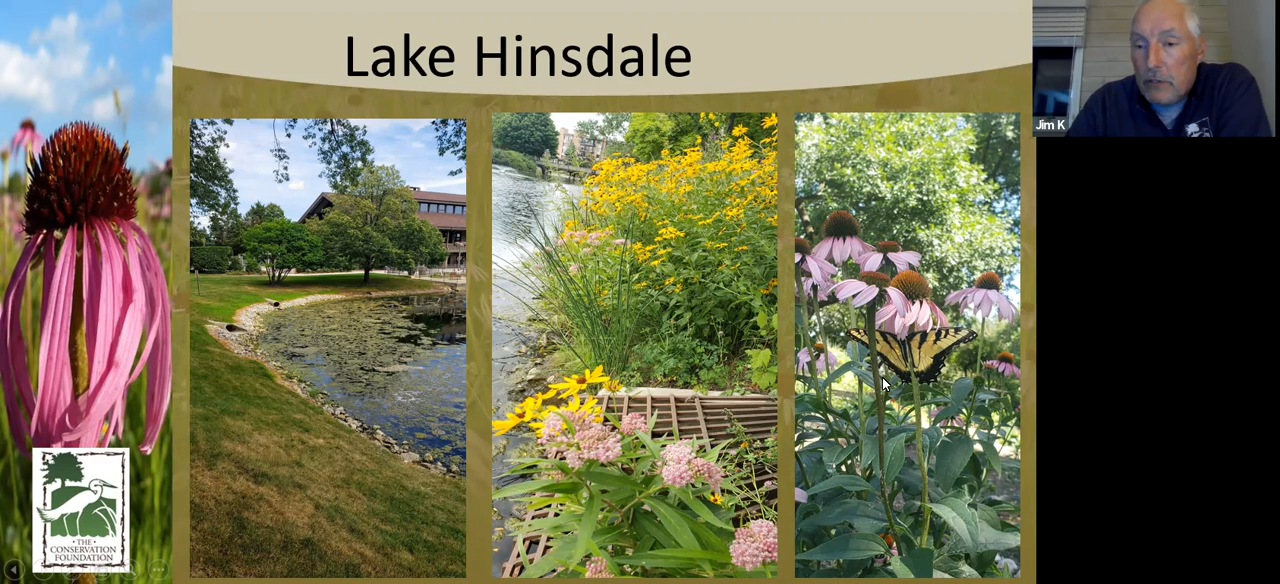 Lake Hinsdale
Jim K
• THE •
CONSERVATION
FOUNDATION